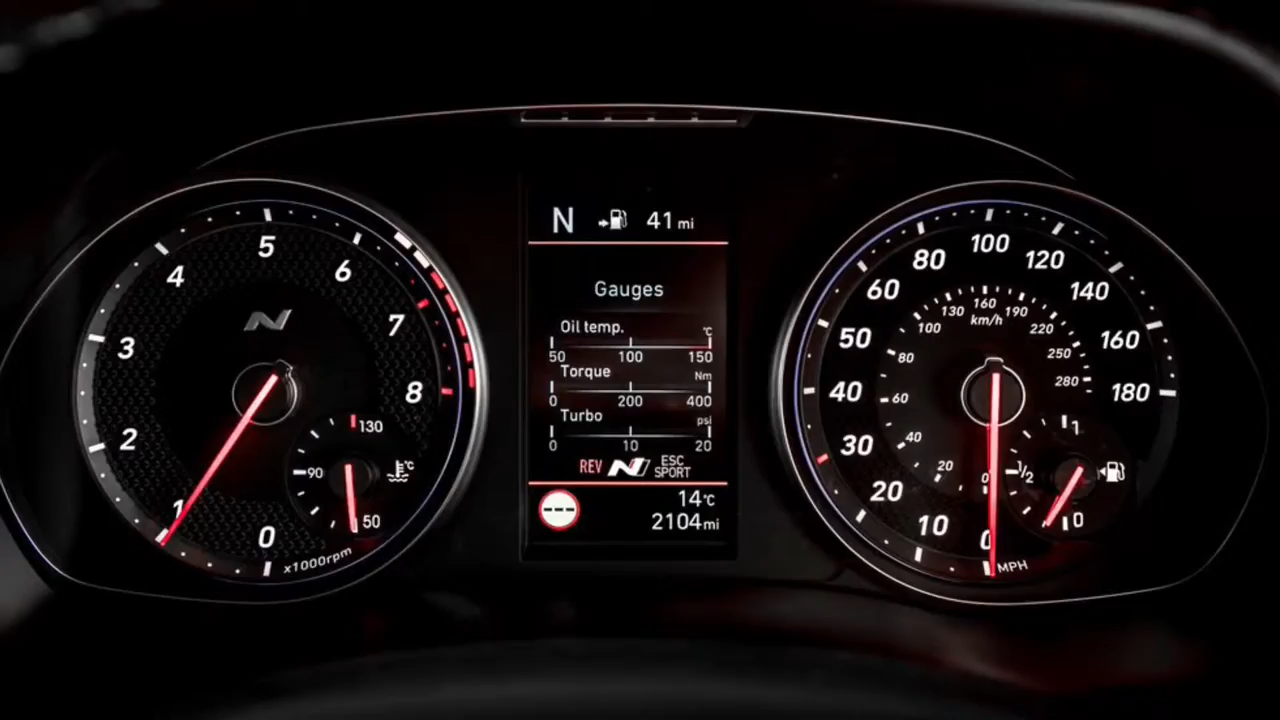 0
1
2
3
4
5
6
7
8
x1000rpm
N
50
90
130
°C
N 41 mi
Gauges
Oil temp. °C
50 100 150
Torque Nm
0 200 400
Turbo psi
0 10 20
REV N ESC SPORT
--- 14°C
2104mi
0
10
20
30
40
50
60
80
100
120
140
160
180
MPH
0
20
40
60
80
100
130
160
190
220
250
280
km/h
1
1/2
0